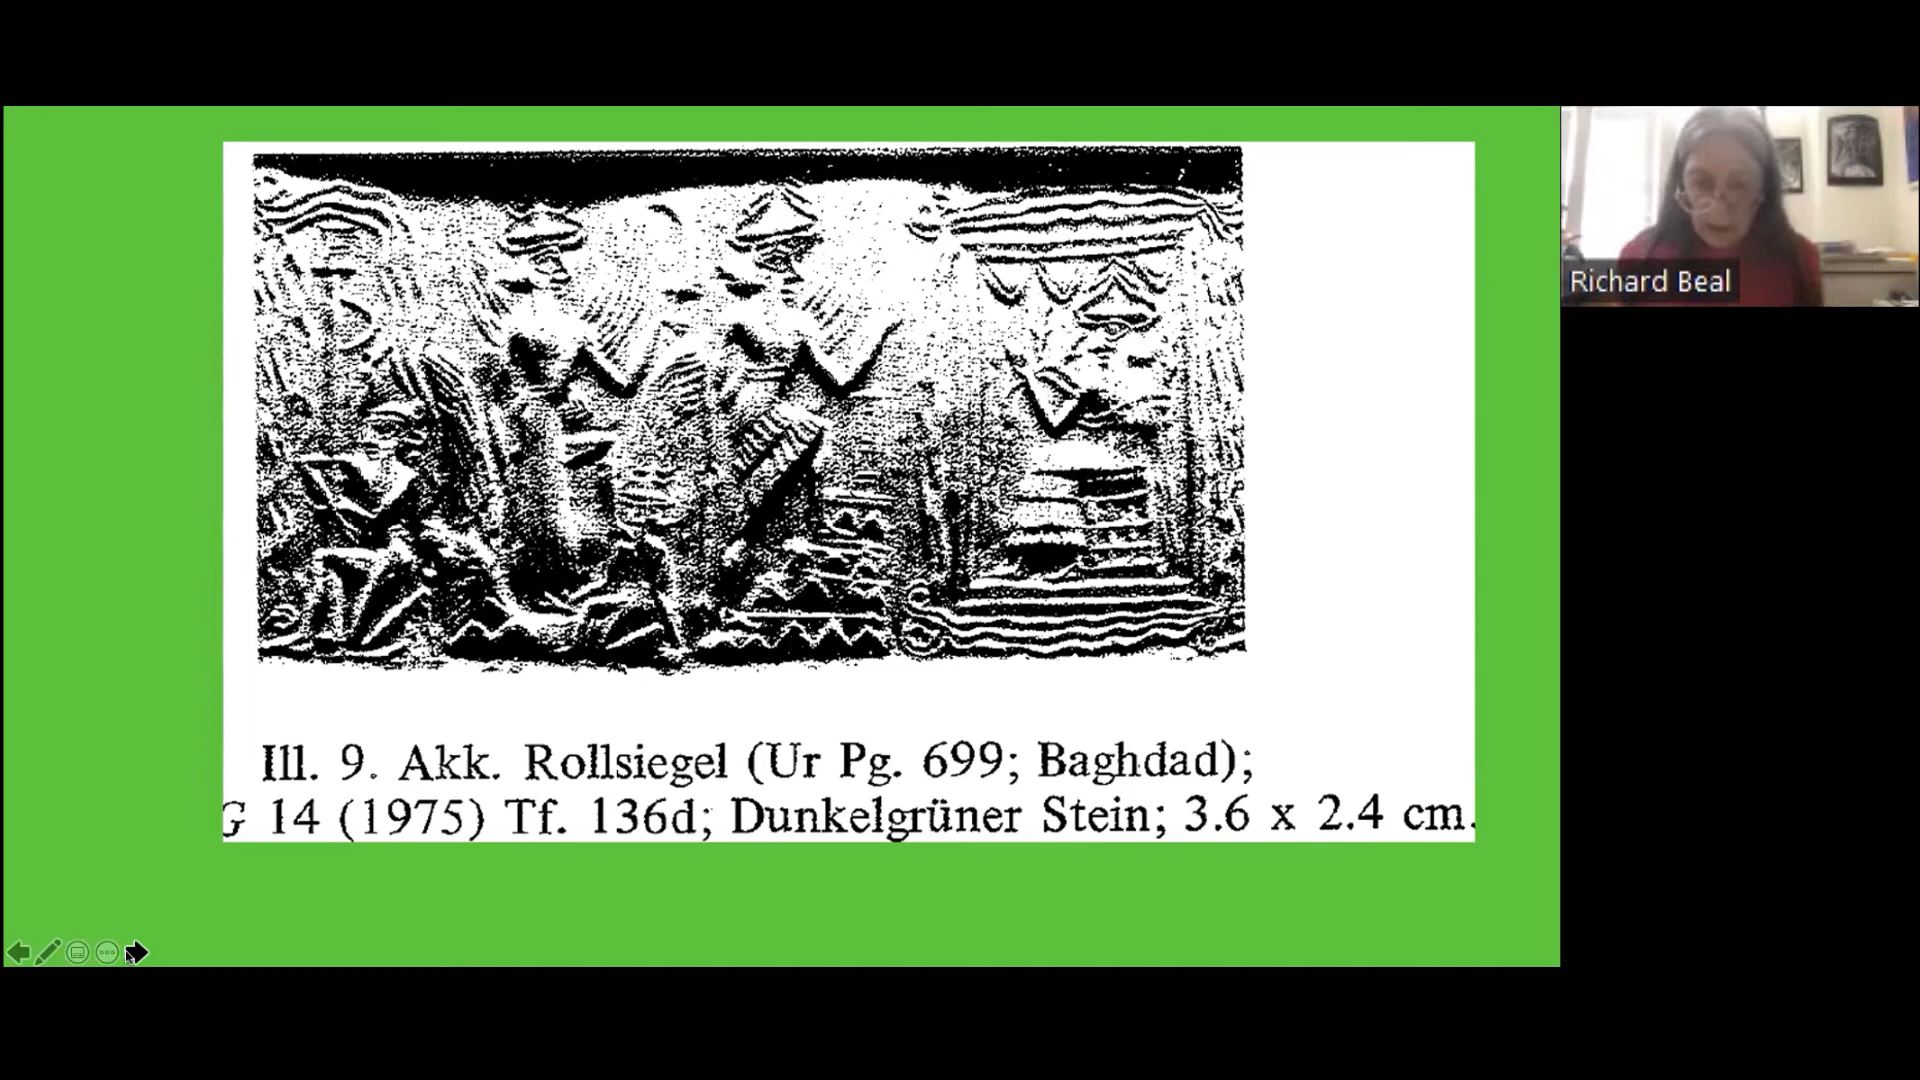 Ill. 9. Akk. Rollsiegel (Ur Pg. 699; Baghdad);
G 14 (1975) Tf. 136d; Dunkelgrüner Stein; 3.6 x 2.4 cm.
Richard Beal